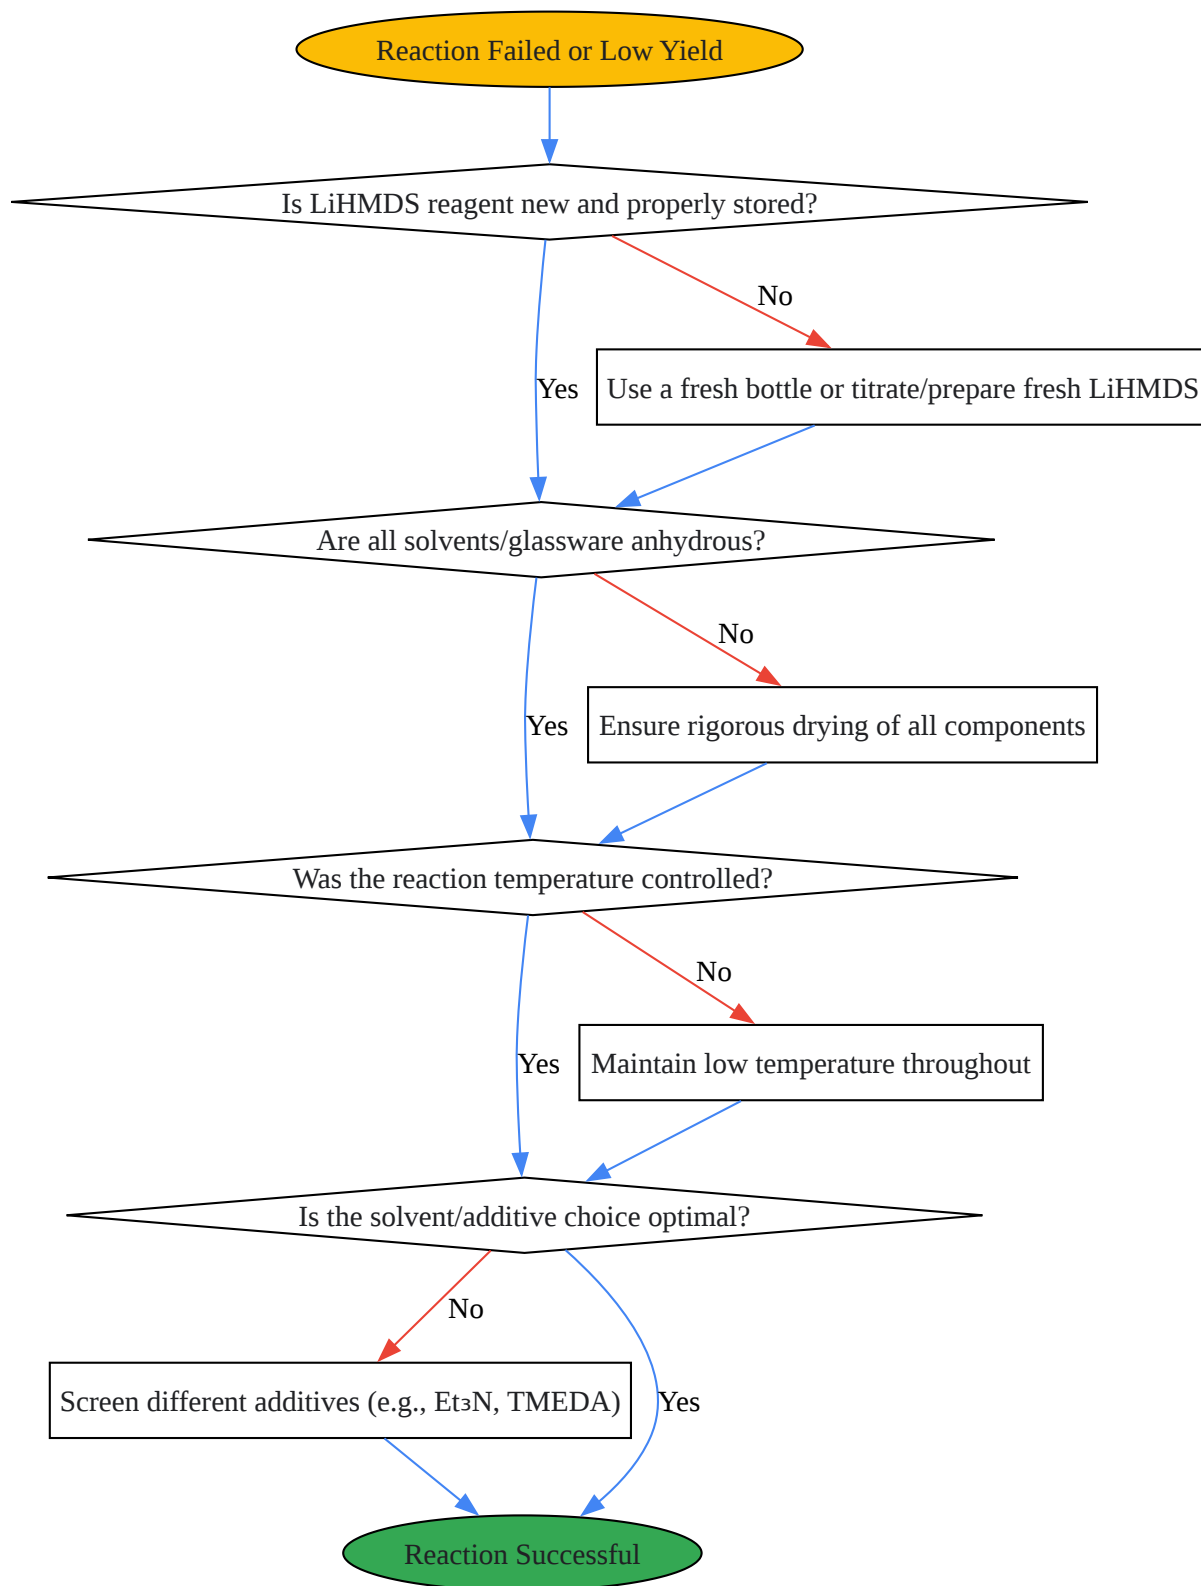 Reaction Failed or Low Yield
Is LiHMDS reagent new and properly stored?
No
Yes
Use a fresh bottle or titrate/prepare fresh LiHMDS
Are all solvents/glassware anhydrous?
No
Yes
Ensure rigorous drying of all components
Was the reaction temperature controlled?
No
Yes
Maintain low temperature throughout
Is the solvent/additive choice optimal?
No
Screen different additives (e.g., Et₃N, TMEDA)
Yes
Reaction Successful